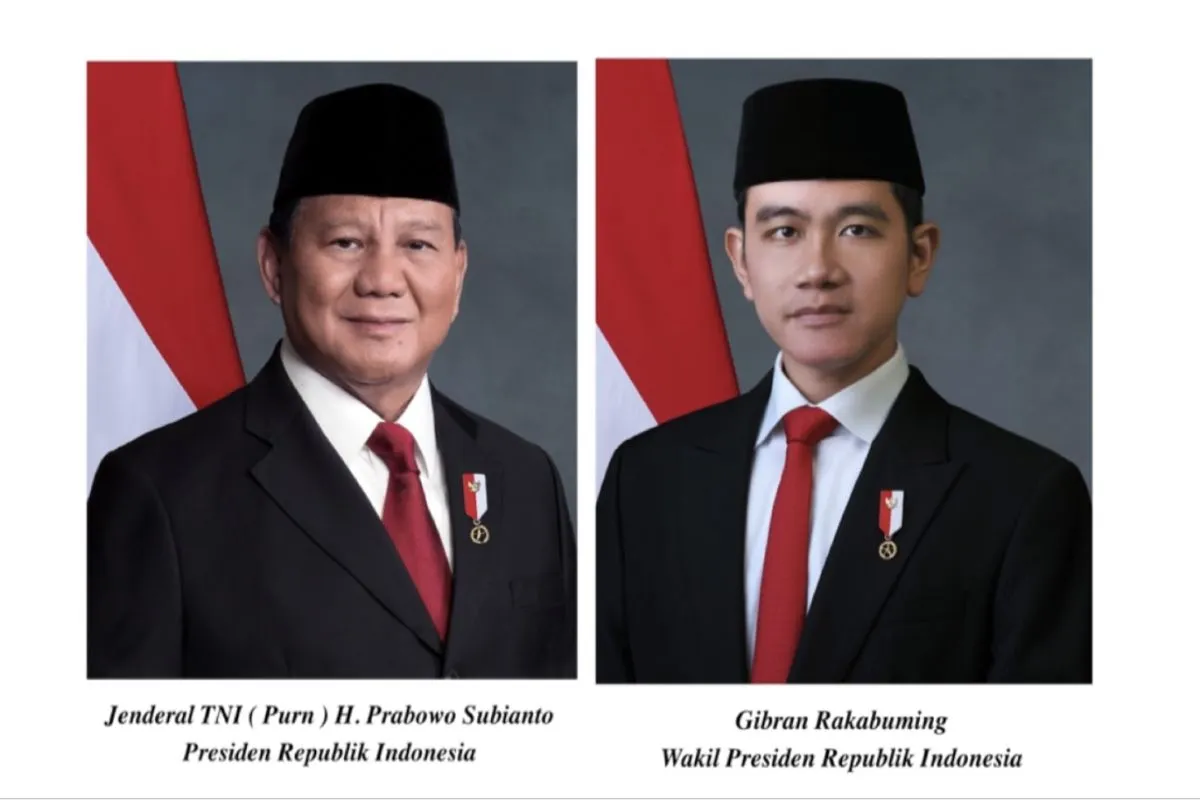 Jenderal TNI ( Purn ) H. Prabowo Subianto
Presiden Republik Indonesia
Gibran Rakabuming
Wakil Presiden Republik Indonesia